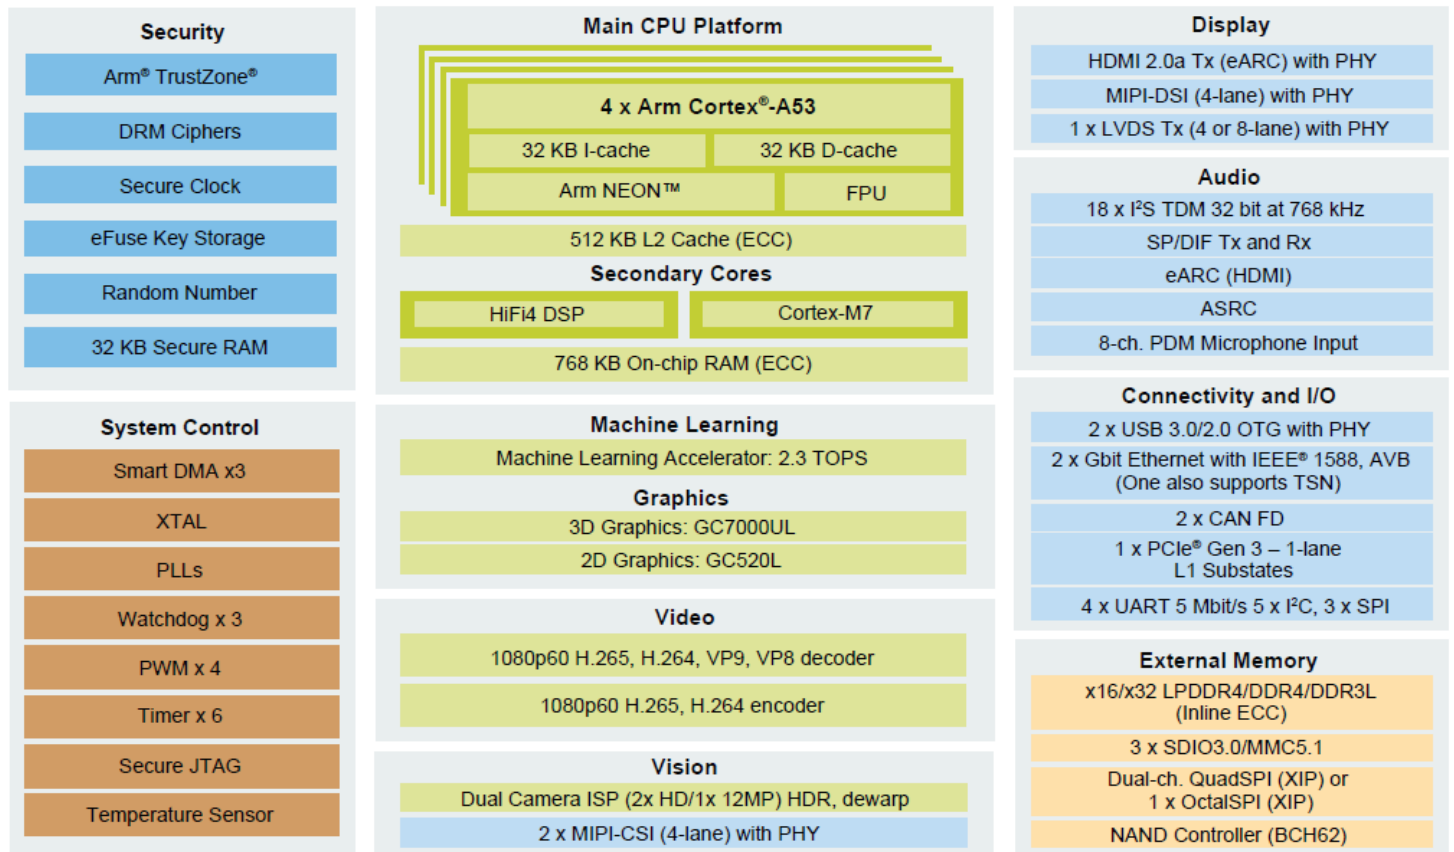 Security
Arm® TrustZone®
DRM Ciphers
Secure Clock
eFuse Key Storage
Random Number
32 KB Secure RAM
System Control
Smart DMA x3
XTAL
PLLs
Watchdog x 3
PWM x 4
Timer x 6
Secure JTAG
Temperature Sensor
Main CPU Platform
4 x Arm Cortex®-A53
32 KB I-cache
32 KB D-cache
Arm NEON™
FPU
512 KB L2 Cache (ECC)
Secondary Cores
HiFi4 DSP
Cortex-M7
768 KB On-chip RAM (ECC)
Machine Learning
Machine Learning Accelerator: 2.3 TOPS
Graphics
3D Graphics: GC7000UL
2D Graphics: GC520L
Video
1080p60 H.265, H.264, VP9, VP8 decoder
1080p60 H.265, H.264 encoder
Vision
Dual Camera ISP (2x HD/1x 12MP) HDR, dewarp
2 x MIPI-CSI (4-lane) with PHY
Display
HDMI 2.0a Tx (eARC) with PHY
MIPI-DSI (4-lane) with PHY
1 x LVDS Tx (4 or 8-lane) with PHY
Audio
18 x I²S TDM 32 bit at 768 kHz
SP/DIF Tx and Rx
eARC (HDMI)
ASRC
8-ch. PDM Microphone Input
Connectivity and I/O
2 x USB 3.0/2.0 OTG with PHY
2 x Gbit Ethernet with IEEE® 1588, AVB
(One also supports TSN)
2 x CAN FD
1 x PCIe® Gen 3 – 1-lane
L1 Substates
4 x UART 5 Mbit/s 5 x I²C, 3 x SPI
External Memory
x16/x32 LPDDR4/DDR4/DDR3L
(Inline ECC)
3 x SDIO3.0/MMC5.1
Dual-ch. QuadSPI (XIP) or
1 x OctalSPI (XIP)
NAND Controller (BCH62)